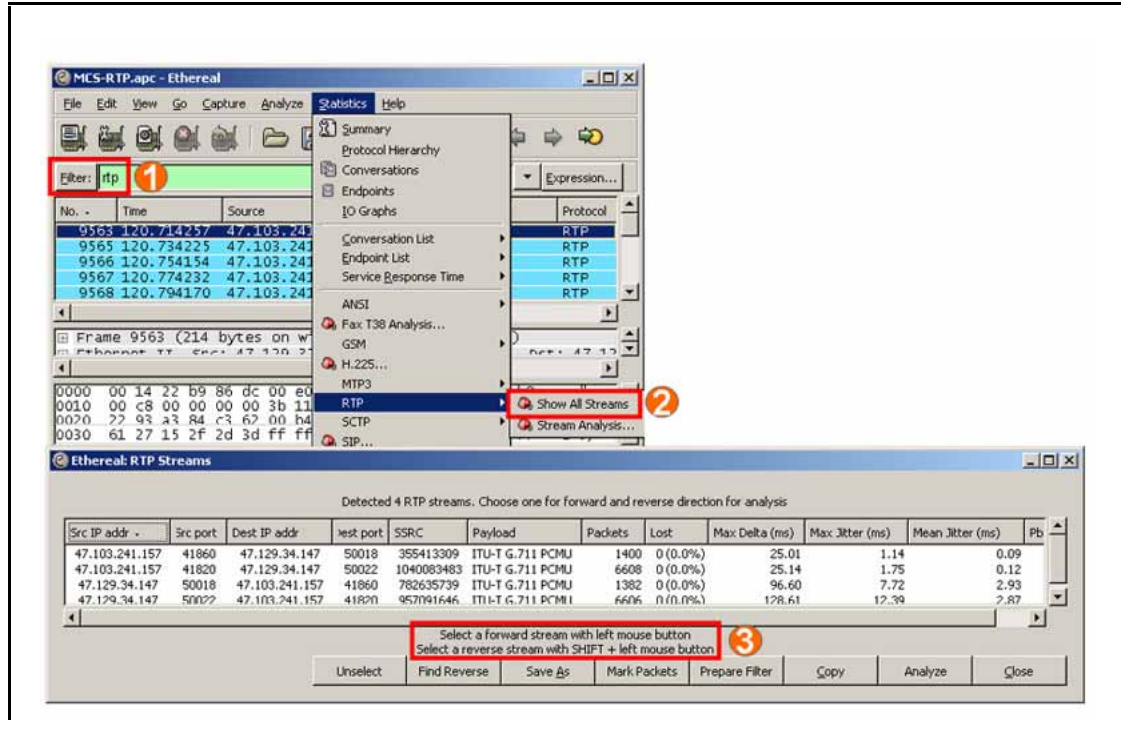 MCS-RTP.apc - Ethereal
File Edit View Go Capture Analyze Statistics Help
Filter: rtp 1 Expression...
No. - Time Source Protocol
9563 120.714257 47.103.241 RTP
9565 120.734225 47.103.241 RTP
9566 120.754154 47.103.241 RTP
9567 120.774232 47.103.241 RTP
9568 120.794170 47.103.241 RTP
Frame 9563 (214 bytes on w )
Ethernet II, Src: 47.129.3 Dst: 47.12
0000 00 14 22 b9 86 dc 00 e0
0010 00 c8 00 00 00 00 3b 11
0020 22 93 a3 84 c3 62 00 b4
0030 61 27 15 2f 2d 3d ff ff
Summary
Protocol Hierarchy
Conversations
Endpoints
IO Graphs
Conversation List
Endpoint List
Service Response Time
ANSI
Fax T38 Analysis...
GSM
H.225...
MTP3
RTP
SCTP
SIP...
Show All Streams 2
Stream Analysis...
Ethereal: RTP Streams
Detected 4 RTP streams. Choose one for forward and reverse direction for analysis
Src IP addr - Src port Dest IP addr Dest port SSRC Payload Packets Lost Max Delta (ms) Max Jitter (ms) Mean Jitter (ms) Pb
47.103.241.157 41860 47.129.34.147 50018 355413309 ITU-T G.711 PCMU 1400 0 (0.0%) 25.01 1.14 0.09
47.103.241.157 41820 47.129.34.147 50022 1040083483 ITU-T G.711 PCMU 6608 0 (0.0%) 25.14 1.75 0.12
47.129.34.147 50018 47.103.241.157 41860 782635739 ITU-T G.711 PCMU 1382 0 (0.0%) 96.60 7.72 2.93
47.129.34.147 50022 47.103.241.157 41820 957091646 ITU-T G.711 PCMU 6606 0 (0.0%) 128.61 12.39 2.87
Select a forward stream with left mouse button
Select a reverse stream with SHIFT + left mouse button
3
Unselect Find Reverse Save As Mark Packets Prepare Filter Copy Analyze Close